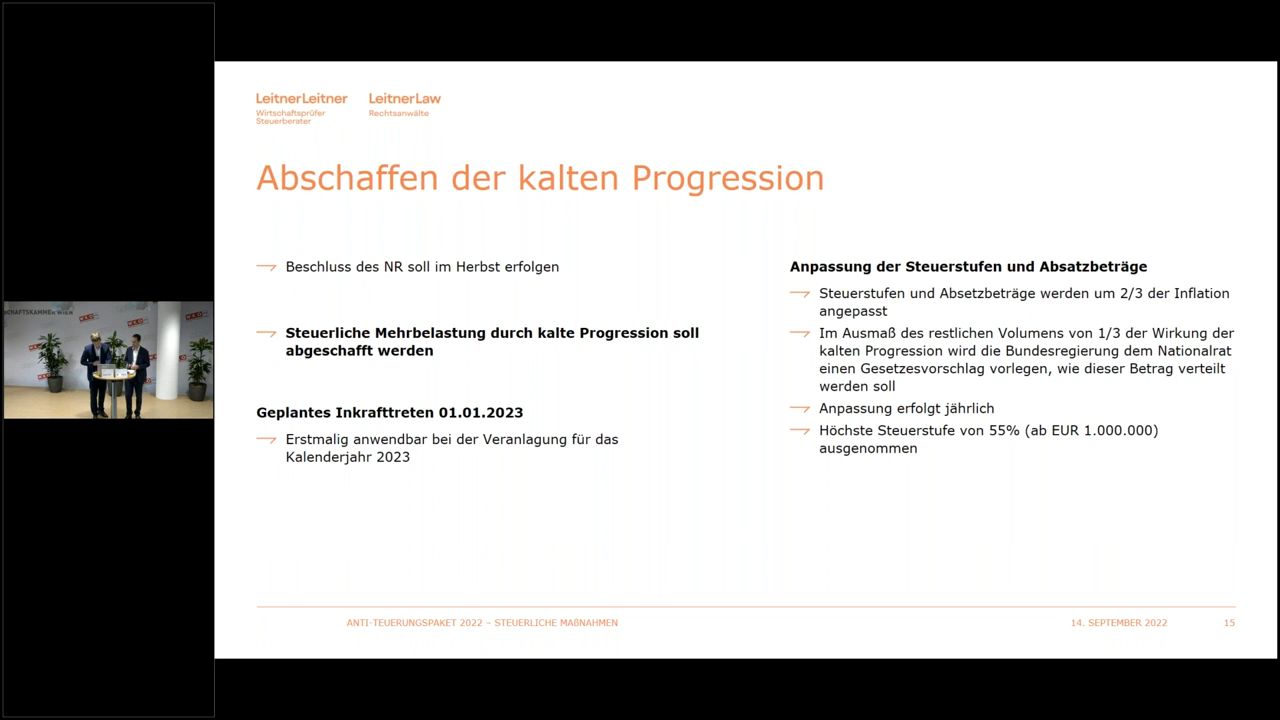 LeitnerLeitner
Wirtschaftsprüfer
Steuerberater
LeitnerLaw
Rechtsanwälte
Abschaffen der kalten Progression
Beschluss des NR soll im Herbst erfolgen
Steuerliche Mehrbelastung durch kalte Progression soll
abgeschafft werden
Geplantes Inkrafttreten 01.01.2023
Erstmalig anwendbar bei der Veranlagung für das
Kalenderjahr 2023
Anpassung der Steuerstufen und Absatzbeträge
Steuerstufen und Absetzbeträge werden um 2/3 der Inflation
angepasst
Im Ausmaß des restlichen Volumens von 1/3 der Wirkung der
kalten Progression wird die Bundesregierung dem Nationalrat
einen Gesetzesvorschlag vorlegen, wie dieser Betrag verteilt
werden soll
Anpassung erfolgt jährlich
Höchste Steuerstufe von 55% (ab EUR 1.000.000)
ausgenommen
ANTI-TEUERUNGSPAKET 2022 – STEUERLICHE MAßNAHMEN
14. SEPTEMBER 2022
15